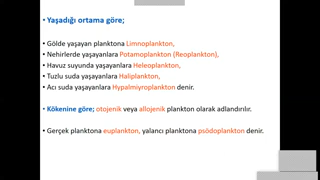 • Yaşadığı ortama göre;
• Gölde yaşayan planktona Limnoplankton,
• Nehirlerde yaşayanlara Potamoplankton (Reoplankton),
• Havuz suyunda yaşayanlara Heleoplankton,
• Tuzlu suda yaşayanlara Haliplankton,
• Acı suda yaşayanlara Hypalmiyroplankton denir.
• Kökenine göre; otojenik veya allojenik plankton olarak adlandırılır.
• Gerçek planktona euplankton, yalancı planktona psödoplankton denir.